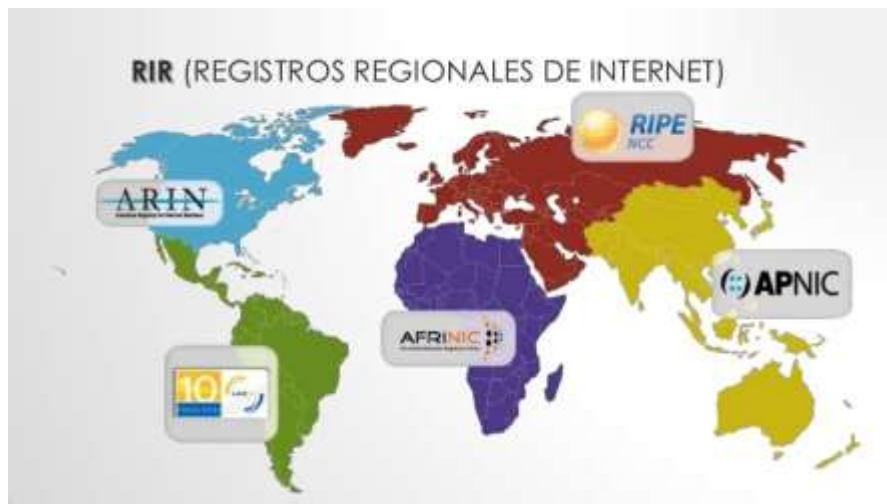 RIR (REGISTROS REGIONALES DE INTERNET)
RIPE
NCC
ARIN
APNIC
AFRINIC
10